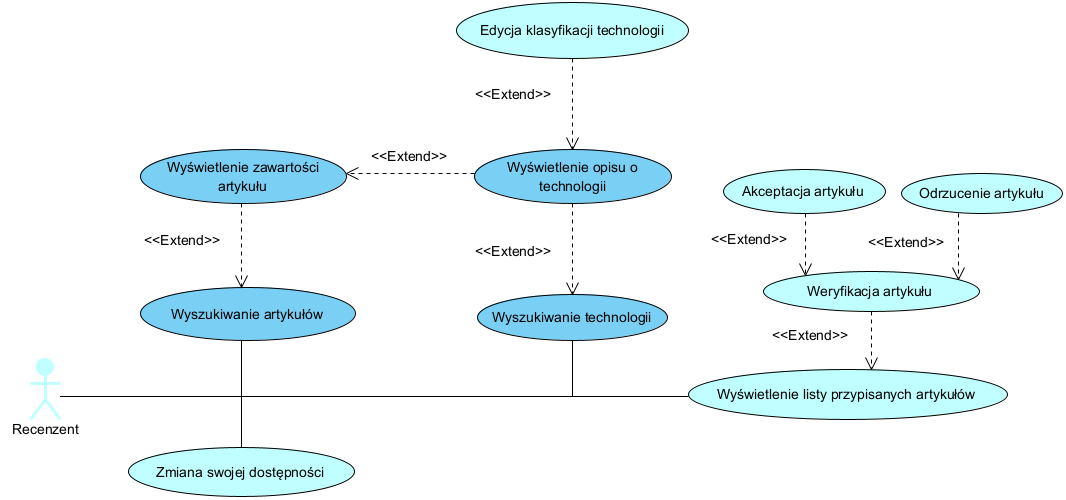 Edycja klasyfikacji technologii
<<Extend>>
Wyświetlenie zawartości
artykułu
<<Extend>>
Wyświetlenie opisu o
technologii
Akceptacja artykułu
Odrzucenie artykułu
<<Extend>>
<<Extend>>
<<Extend>>
<<Extend>>
Wyszukiwanie artykułów
Wyszukiwanie technologii
Weryfikacja artykułu
<<Extend>>
Wyświetlenie listy przypisanych artykułów
Recenzent
Zmiana swojej dostępności